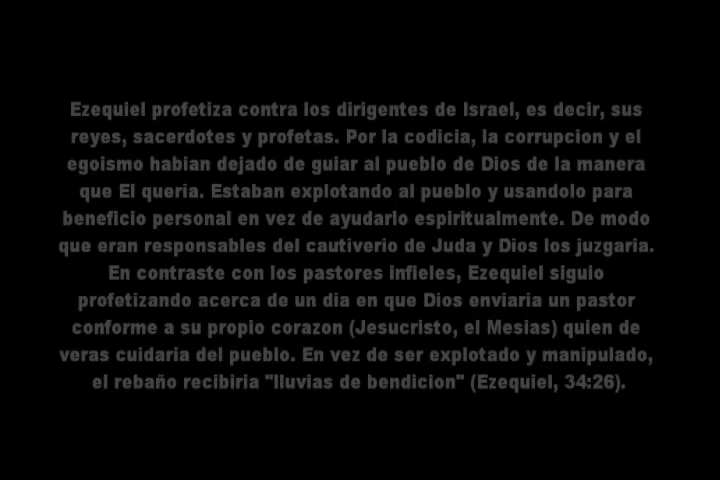 Ezequiel profetiza contra los dirigentes de Israel, es decir, sus
reyes, sacerdotes y profetas. Por la codicia, la corrupcion y el
egoismo habian dejado de guiar al pueblo de Dios de la manera
que El queria. Estaban explotando al pueblo y usandolo para
beneficio personal en vez de ayudarlo espiritualmente. De modo
que eran responsables del cautiverio de Juda y Dios los juzgaria.
En contraste con los pastores infieles, Ezequiel siguio
profetizando acerca de un dia en que Dios enviaria un pastor
conforme a su propio corazon (Jesucristo, el Mesias) quien de
veras cuidaria del pueblo. En vez de ser explotado y manipulado,
el rebaño recibiria "lluvias de bendicion" (Ezequiel, 34:26).